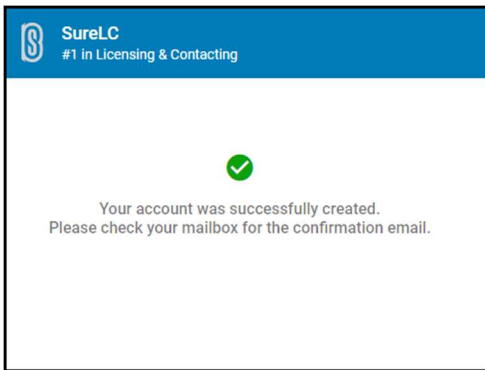 SureLC
#1 in Licensing & Contacting
Your account was successfully created.
Please check your mailbox for the confirmation email.